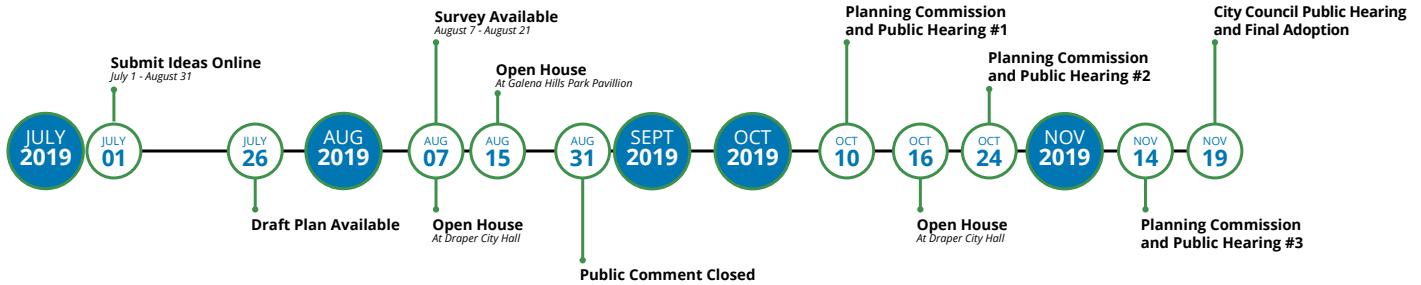 Survey Available
August 7 - August 21
Planning Commission
and Public Hearing #1
City Council Public Hearing
and Final Adoption
Submit Ideas Online
July 1 - August 31
Open House
At Galena Hills Park Pavillion
Planning Commission
and Public Hearing #2
JULY
2019
JULY
01
JULY
26
AUG
2019
AUG
07
AUG
15
AUG
31
SEPT
2019
OCT
2019
OCT
10
OCT
16
OCT
24
NOV
2019
NOV
14
NOV
19
Draft Plan Available
Open House
At Draper City Hall
Open House
At Draper City Hall
Planning Commission
and Public Hearing #3
Public Comment Closed